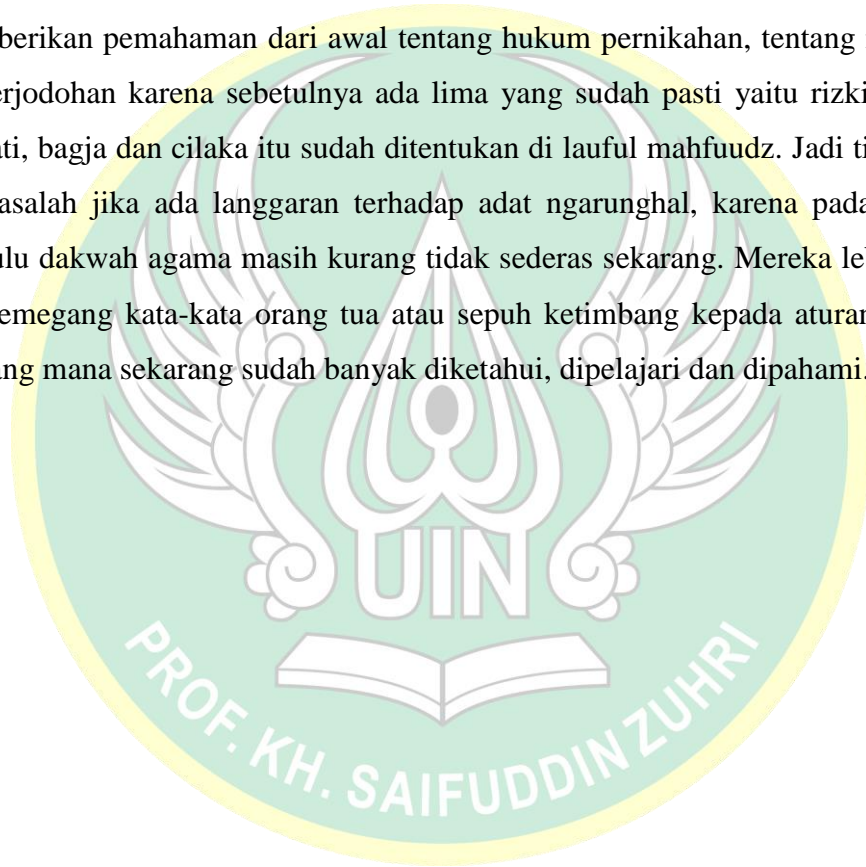 berikan pemahaman dari awal tentang hukum pernikahan, tentang
erjodohan karena sebetulnya ada lima yang sudah pasti yaitu rizki
ati, bagja dan cilaka itu sudah ditentukan di lauful mahfuudz. Jadi ti
asalah jika ada langgaran terhadap adat ngarunghal, karena pada
ulu dakwah agama masih kurang tidak sederas sekarang. Mereka le
emegang kata-kata orang tua atau sepuh ketimbang kepada aturan
ang mana sekarang sudah banyak diketahui, dipelajari dan dipahami.
UIN
PROF. KH. SAIFUDDIN ZUHRI